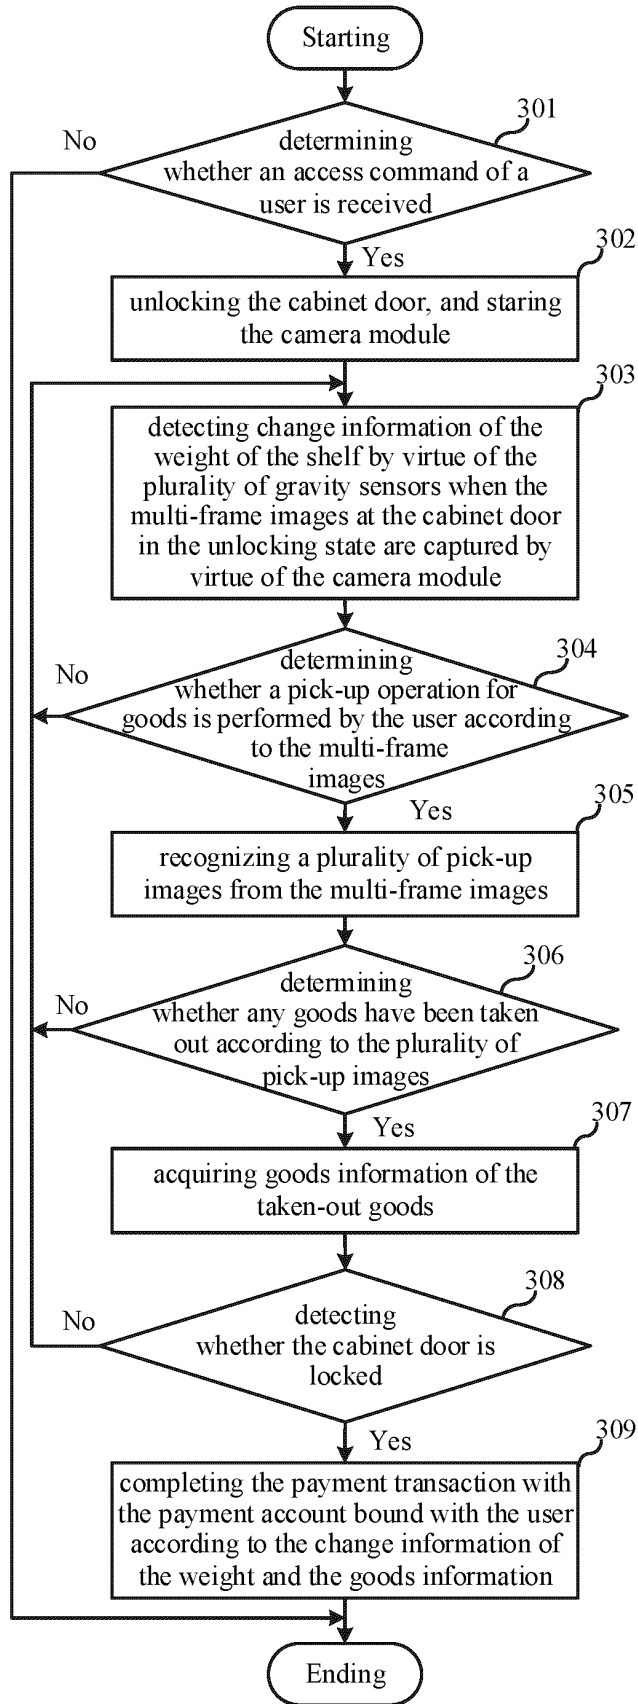 Starting
301
No
determining
whether an access command of a
user is received
Yes
302
unlocking the cabinet door, and staring
the camera module
303
detecting change information of the
weight of the shelf by virtue of the
plurality of gravity sensors when the
multi-frame images at the cabinet door
in the unlocking state are captured by
virtue of the camera module
304
No
determining
whether a pick-up operation for
goods is performed by the user according
to the multi-frame
images
Yes
305
recognizing a plurality of pick-up
images from the multi-frame images
306
No
determining
whether any goods have been taken
out according to the plurality of
pick-up images
Yes
307
acquiring goods information of the
taken-out goods
308
No
detecting
whether the cabinet door is
locked
Yes
309
completing the payment transaction with
the payment account bound with the user
according to the change information of
the weight and the goods information
Ending